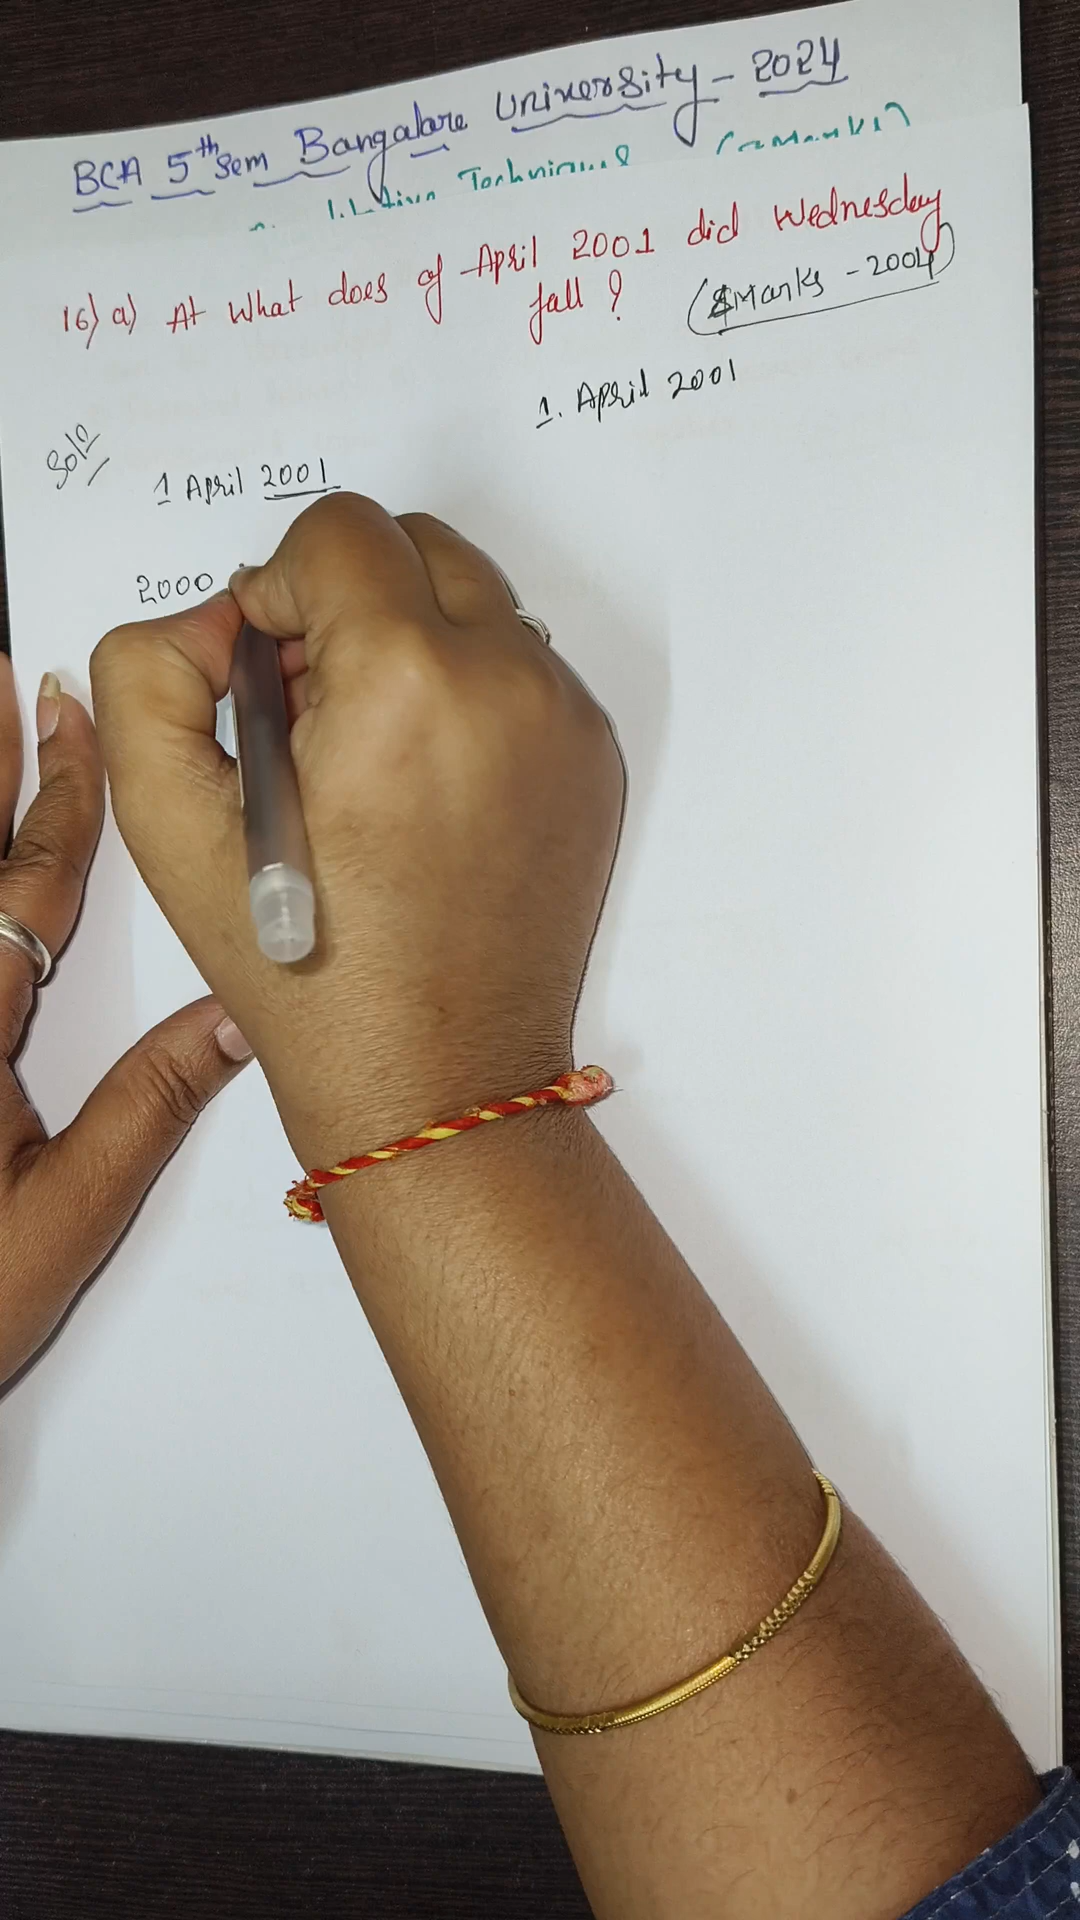 BCA 5th Sem Bangalore University - 2024
16) a) At What does of April 2001 did Wednesday
fall ?
Marks - 2004)
1. April 2001
Soln
1 April 2001
2000